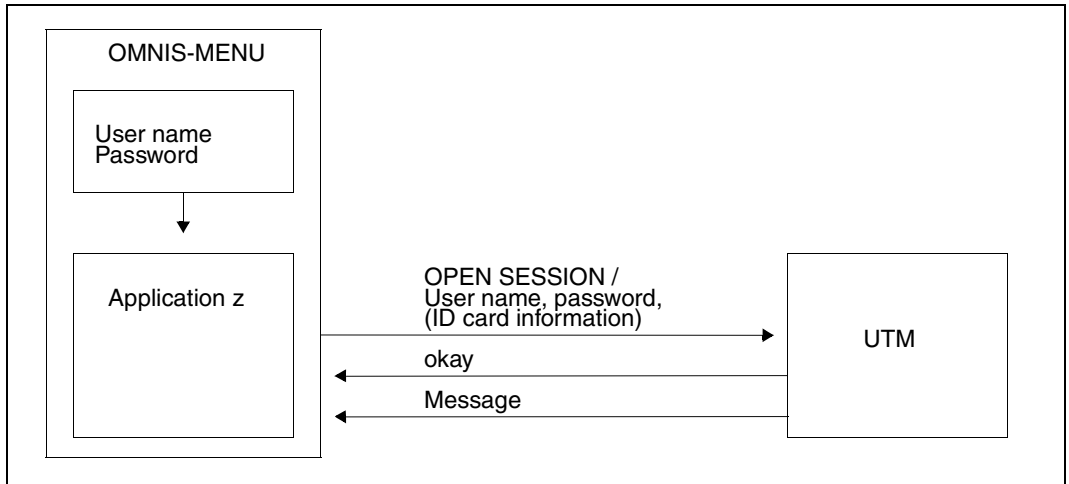 OMNIS-MENU
User name
Password
Application z
OPEN SESSION /
User name, password,
(ID card information)
okay
Message
UTM